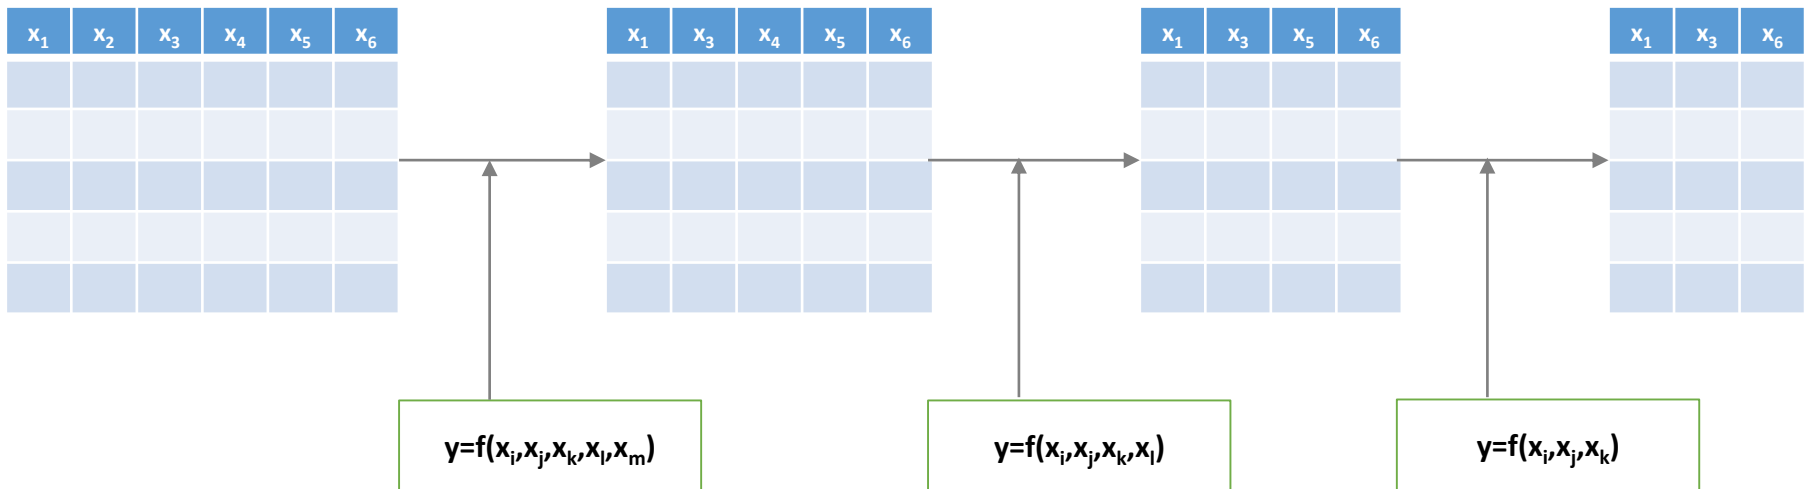 x₁ x₂ x₃ x₄ x₅ x₆
x₁ x₃ x₄ x₅ x₆
x₁ x₃ x₅ x₆
x₁ x₃ x₆
y=f(xᵢ,xⱼ,xₖ,xₗ,xₘ)
y=f(xᵢ,xⱼ,xₖ,xₗ)
y=f(xᵢ,xⱼ,xₖ)